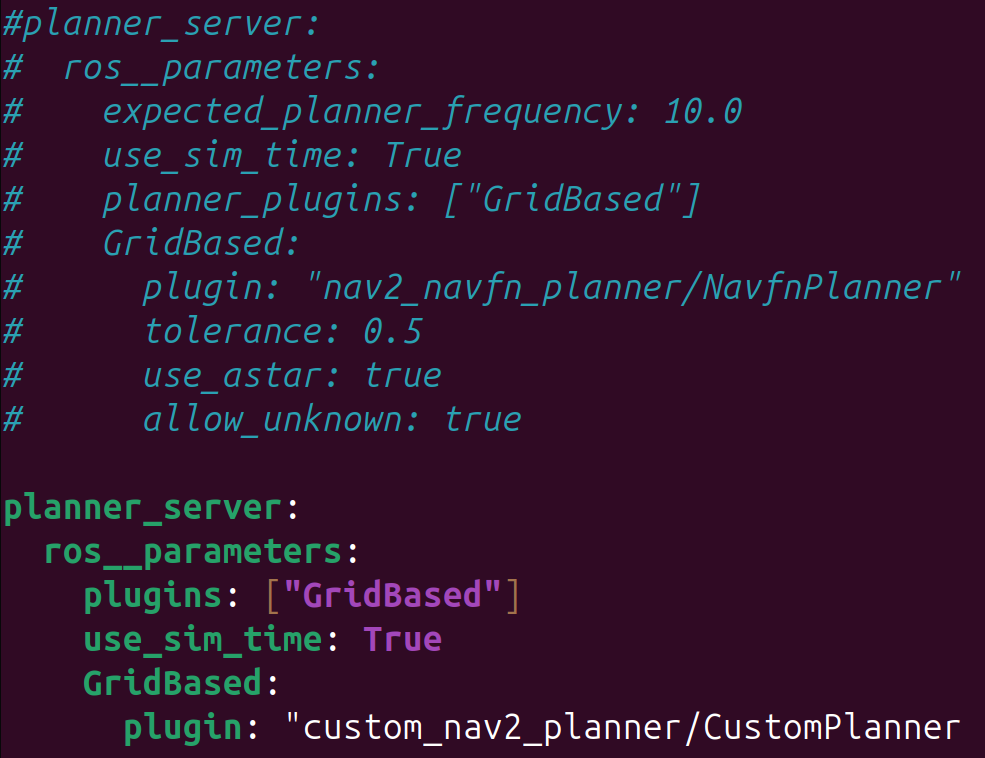 #planner_server:
#  ros__parameters:
#    expected_planner_frequency: 10.0
#    use_sim_time: True
#    planner_plugins: ["GridBased"]
#    GridBased:
#      plugin: "nav2_navfn_planner/NavfnPlanner"
#      tolerance: 0.5
#      use_astar: true
#      allow_unknown: true

planner_server:
  ros__parameters:
    plugins: ["GridBased"]
    use_sim_time: True
    GridBased:
      plugin: "custom_nav2_planner/CustomPlanner